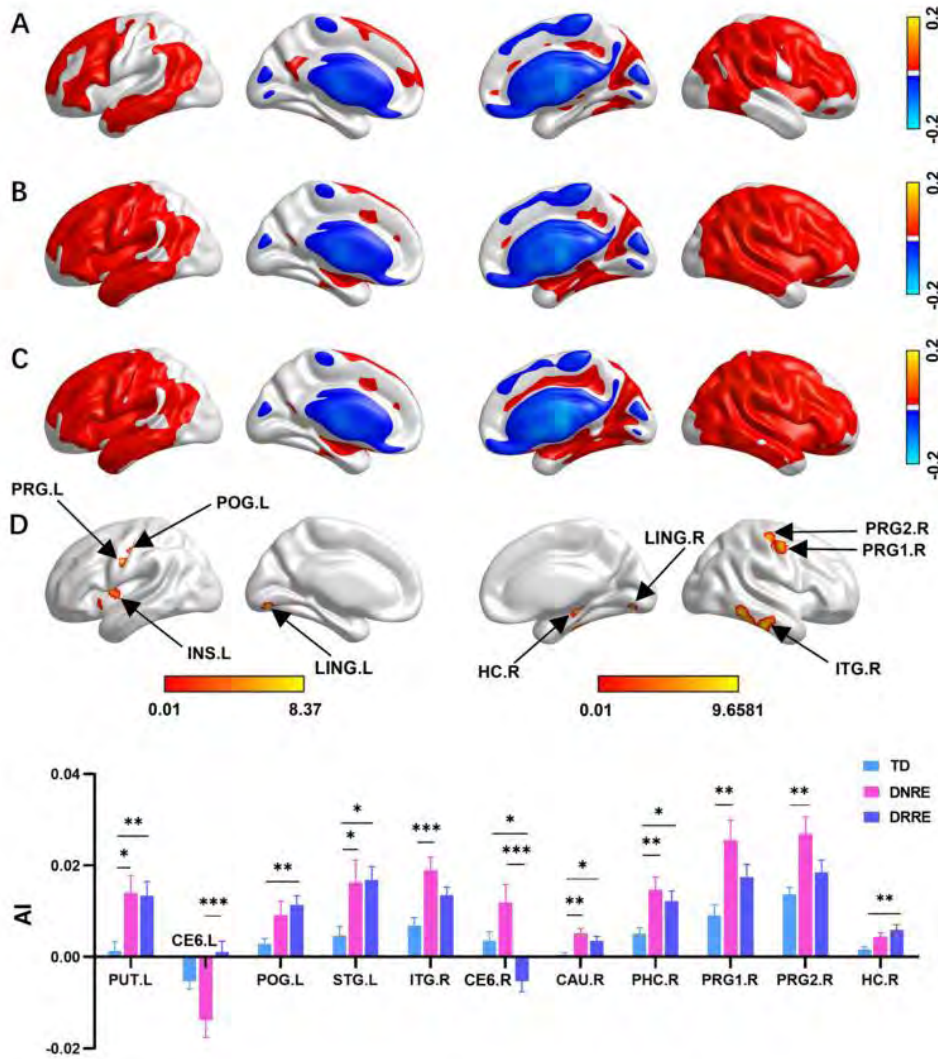 A
0.2
-0.2
B
0.2
-0.2
C
0.2
-0.2
D
PRG.L
POG.L
INS.L
LING.L
LING.R
HC.R
PRG2.R
PRG1.R
ITG.R
0.01 8.37
0.01 9.6581
TD
DNRE
DRRE
AI
0.04
0.02
0.00
-0.02
** * *** ** * * *** * *** * ** * ** ** ** **
PUT.L CE6.L POG.L STG.L ITG.R CE6.R CAU.R PHC.R PRG1.R PRG2.R HC.R